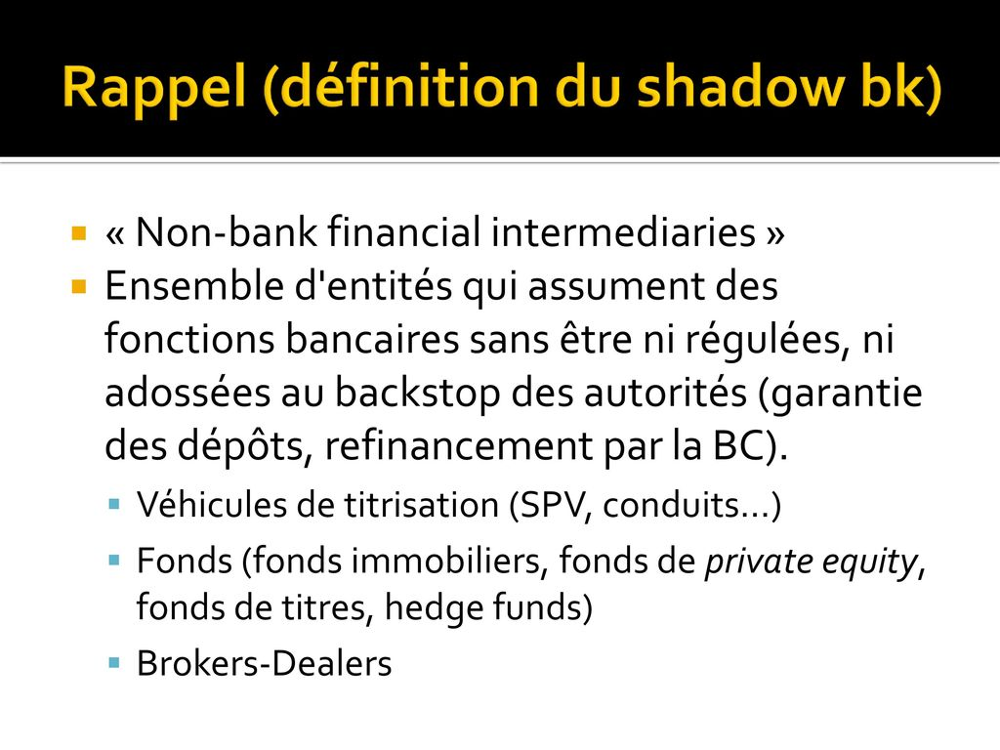 Rappel (définition du shadow bk)
« Non-bank financial intermediaries »
Ensemble d'entités qui assument des
fonctions bancaires sans être ni régulées, ni
adossées au backstop des autorités (garantie
des dépôts, refinancement par la BC).
Véhicules de titrisation (SPV, conduits…)
Fonds (fonds immobiliers, fonds de private equity,
fonds de titres, hedge funds)
Brokers-Dealers